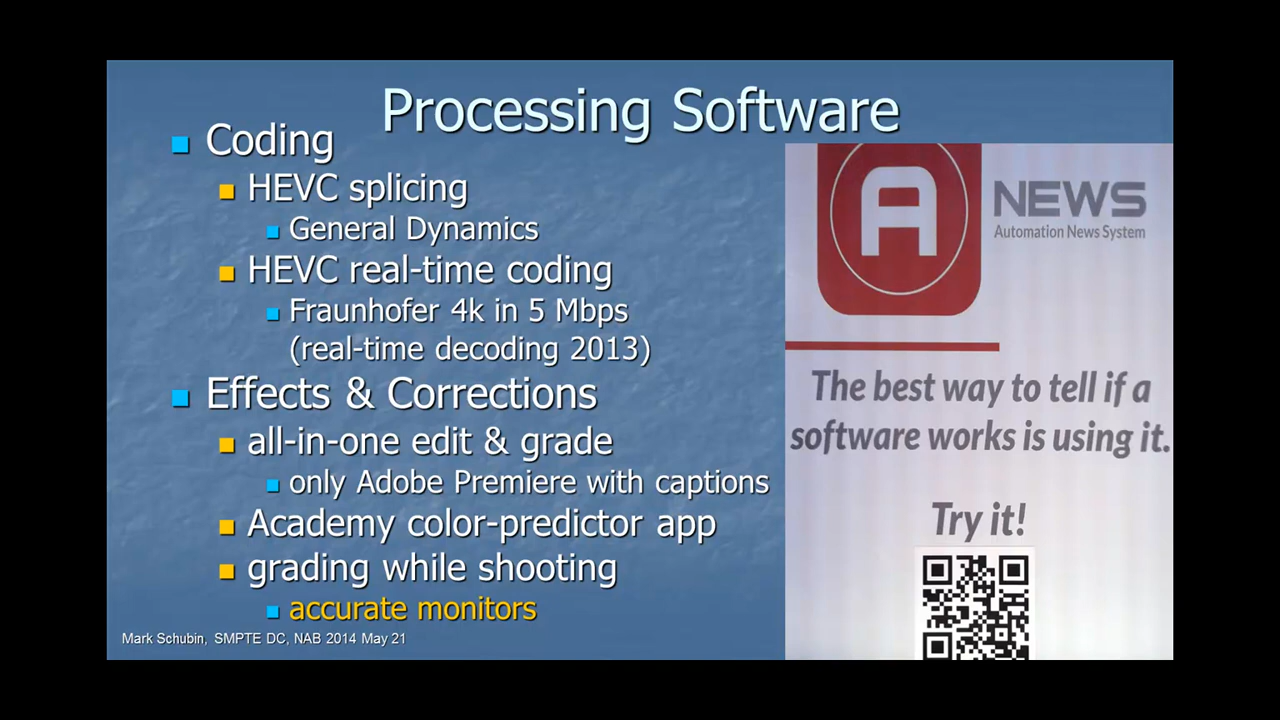 Processing Software
Coding
HEVC splicing
General Dynamics
HEVC real-time coding
Fraunhofer 4k in 5 Mbps
(real-time decoding 2013)
Effects & Corrections
all-in-one edit & grade
only Adobe Premiere with captions
Academy color-predictor app
grading while shooting
accurate monitors
Mark Schubin, SMPTE DC, NAB 2014 May 21
A
NEWS
Automation News System
The best way to tell if a
software works is using it.
Try it!